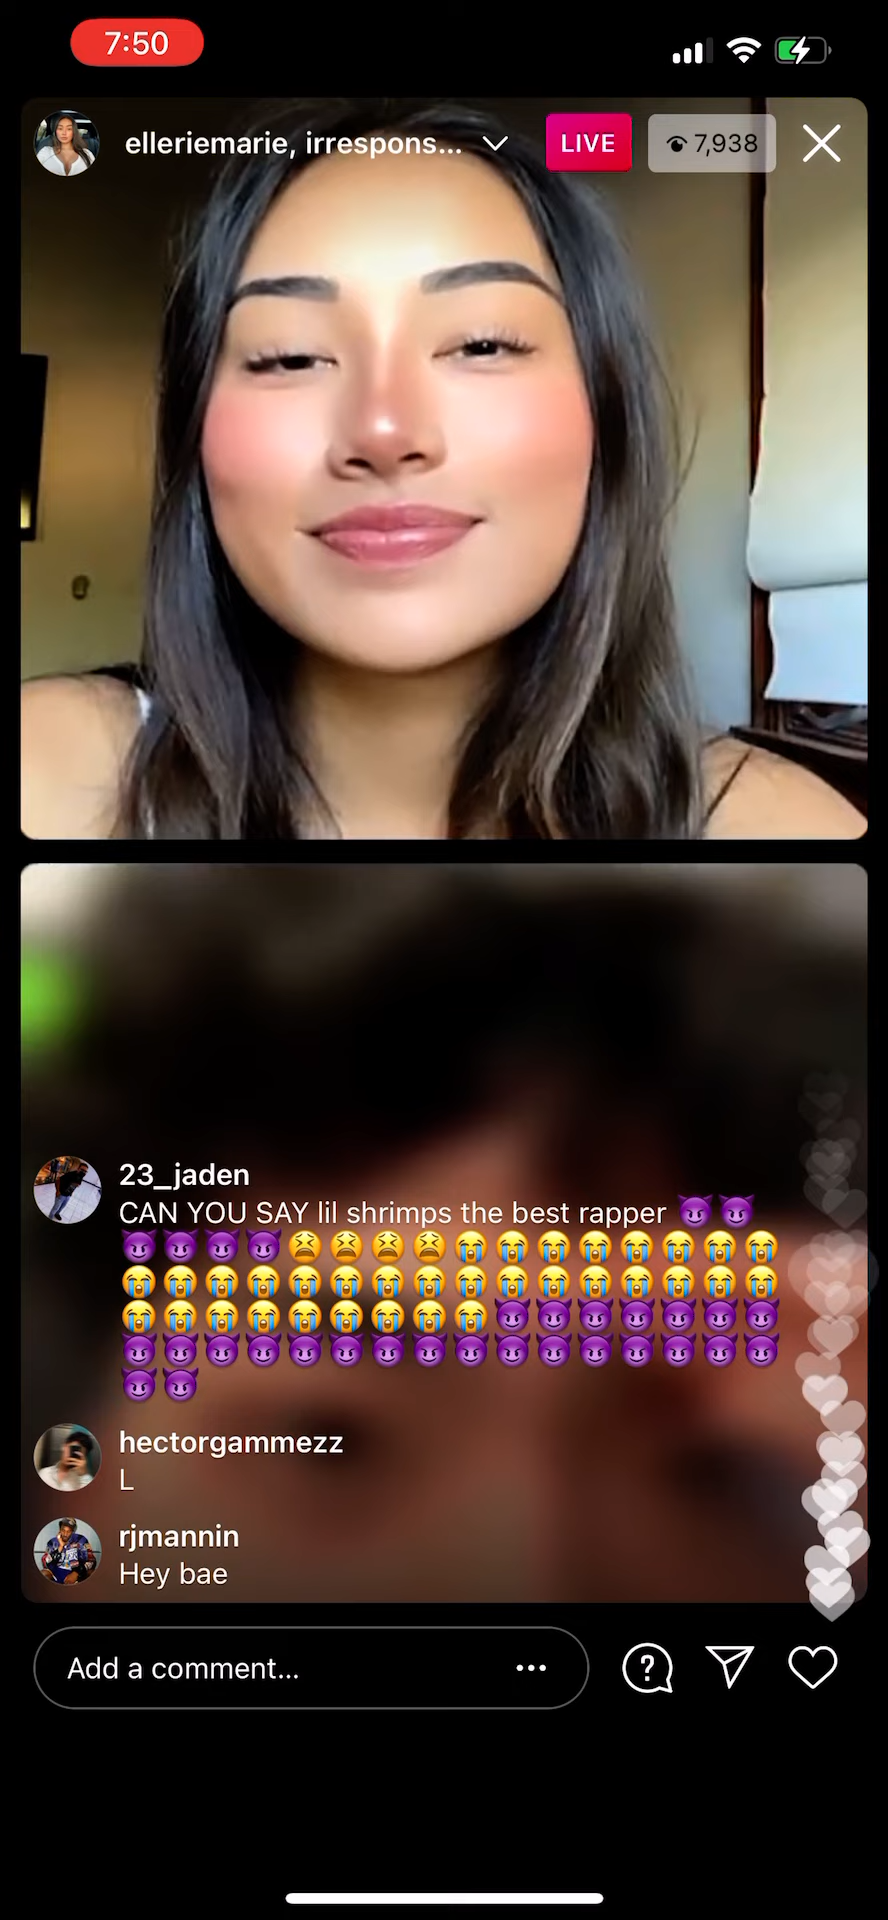 7:50
elleriemarie, irrespons...
LIVE
7,938
23_jaden
CAN YOU SAY lil shrimps the best rapper 😈😈
😈😈😈😈😫😫😫😫😭😭😭😭😭😭😭😭
😭😭😭😭😭😭😭😭😭😭😭😭😭😭😭😭
😭😭😭😭😭😭😭😭😭😈😈😈😈😈😈😈
😈😈😈😈😈😈😈😈😈😈😈😈😈😈😈😈
😈😈
hectorgammezz
L
rjmannin
Hey bae
Add a comment...